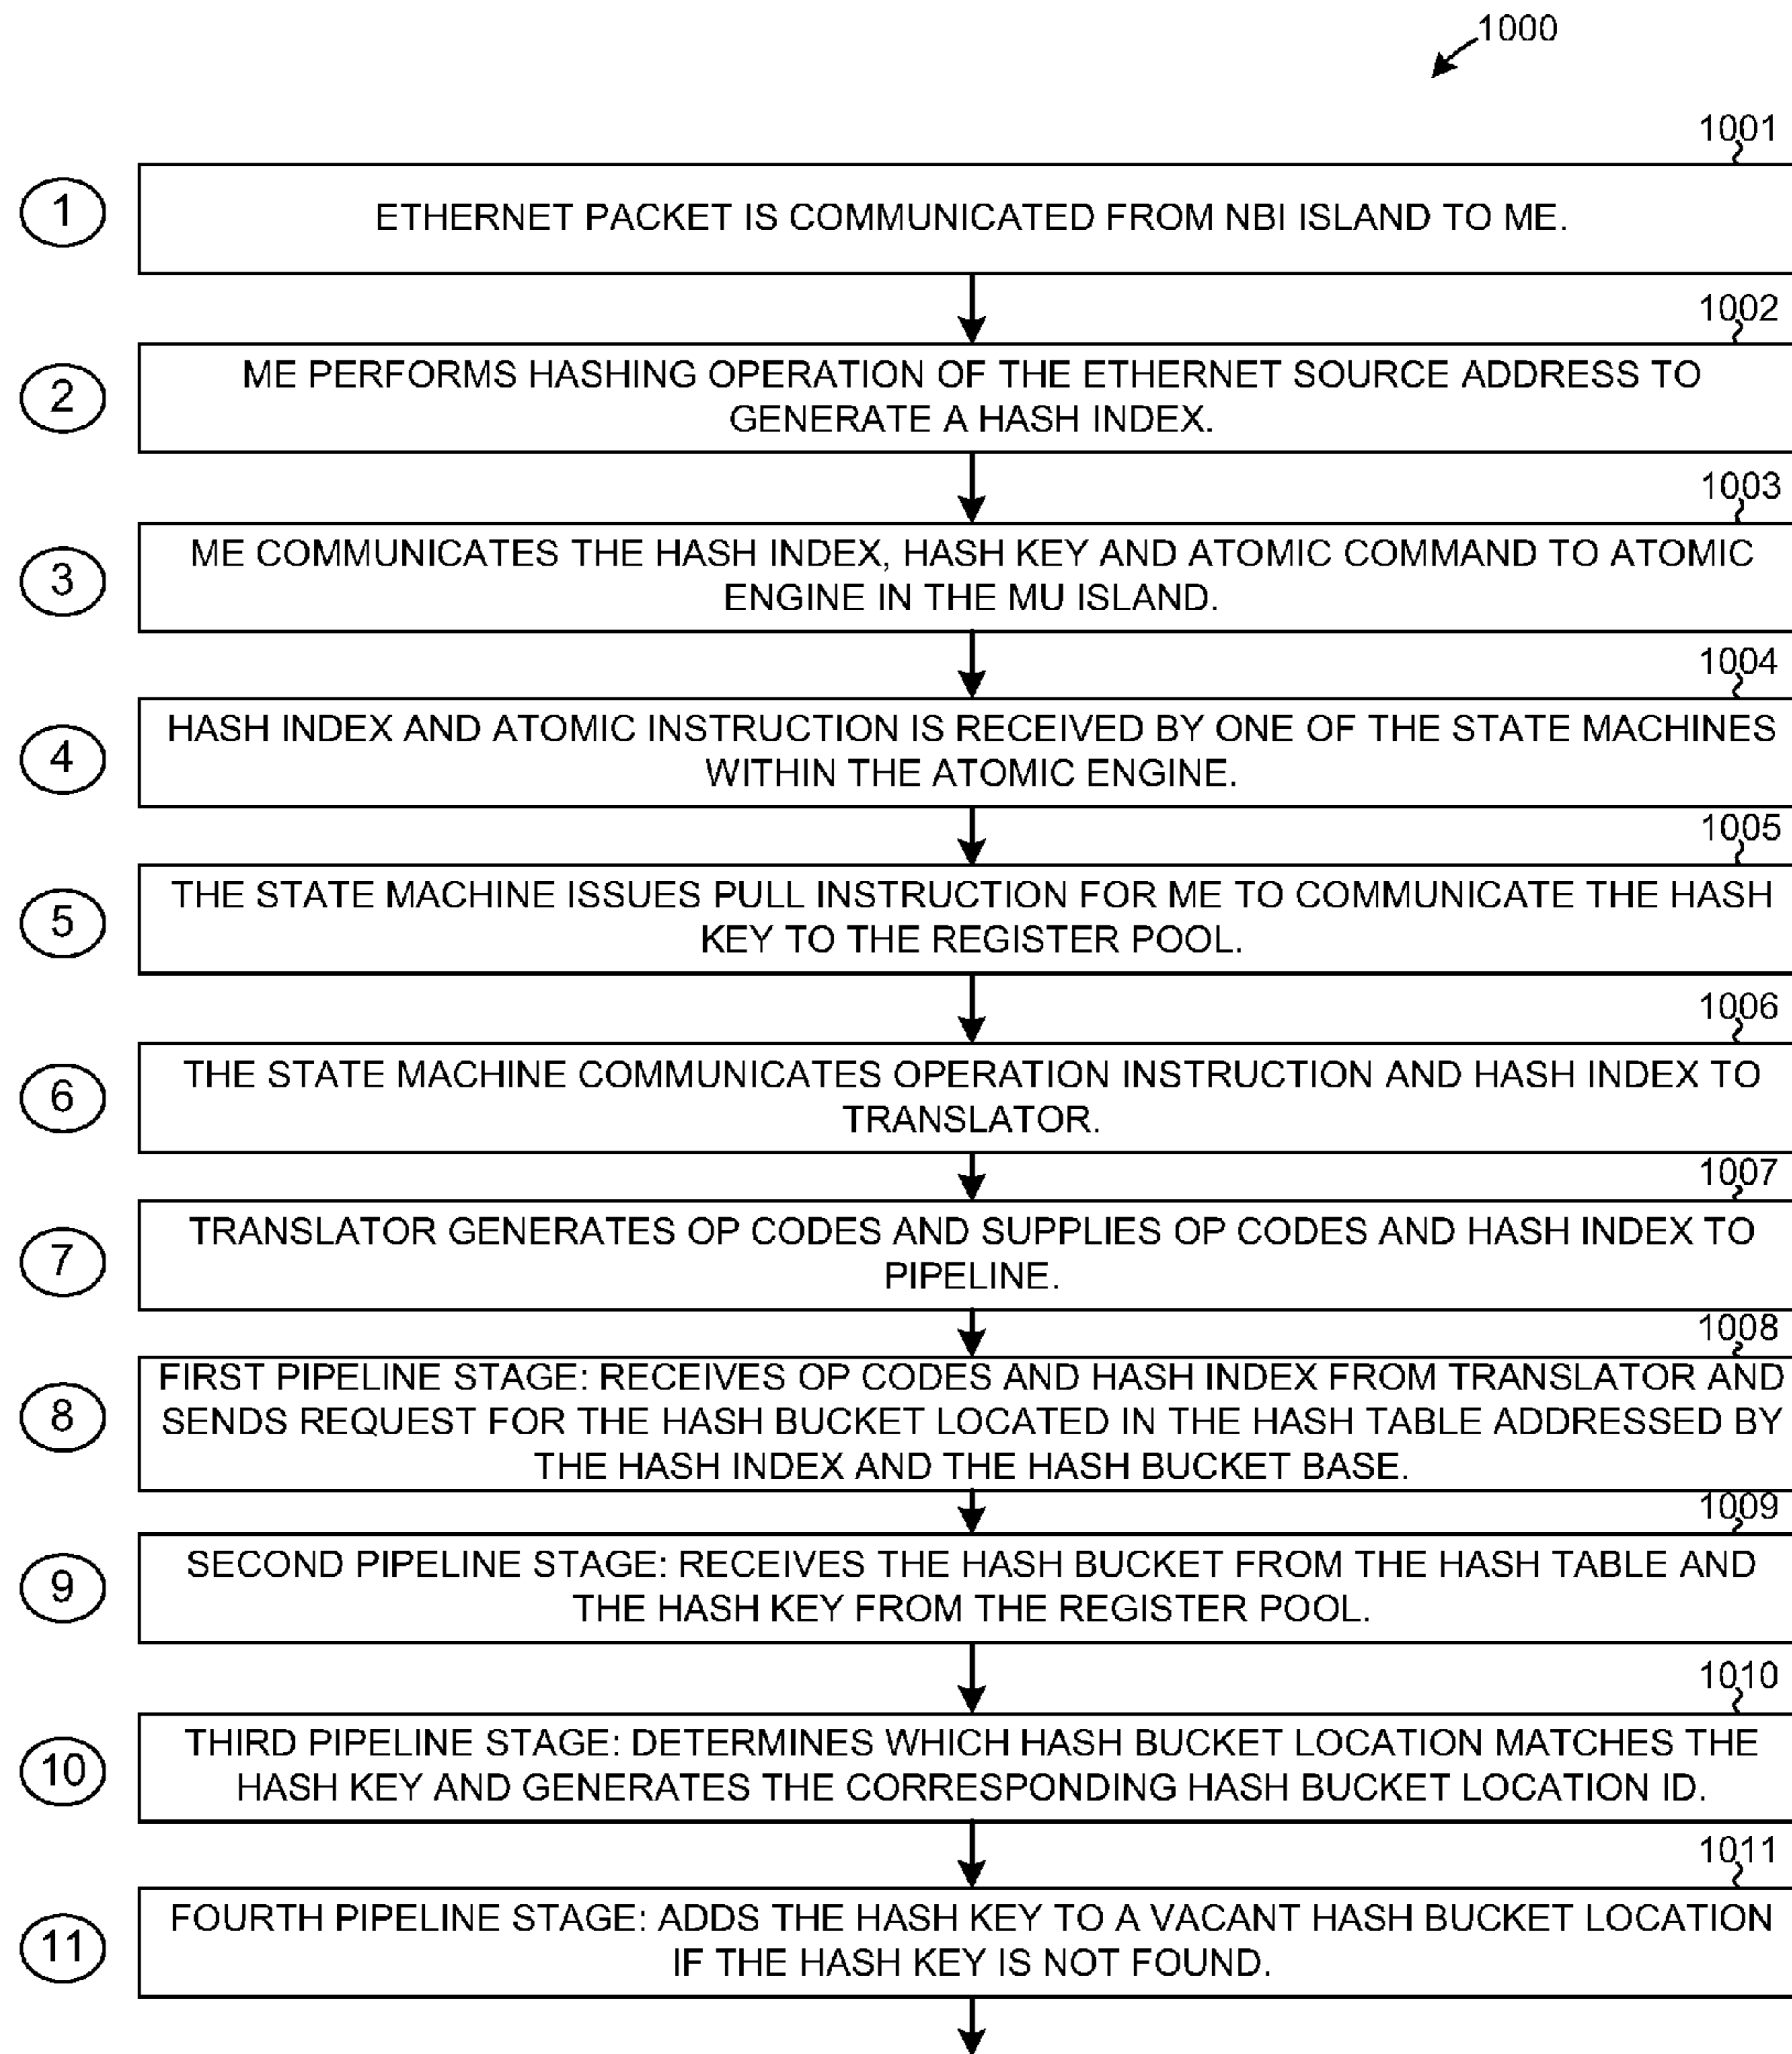 1000
1001
1
ETHERNET PACKET IS COMMUNICATED FROM NBI ISLAND TO ME.
1002
2
ME PERFORMS HASHING OPERATION OF THE ETHERNET SOURCE ADDRESS TO
GENERATE A HASH INDEX.
1003
3
ME COMMUNICATES THE HASH INDEX, HASH KEY AND ATOMIC COMMAND TO ATOMIC
ENGINE IN THE MU ISLAND.
1004
4
HASH INDEX AND ATOMIC INSTRUCTION IS RECEIVED BY ONE OF THE STATE MACHINES
WITHIN THE ATOMIC ENGINE.
1005
5
THE STATE MACHINE ISSUES PULL INSTRUCTION FOR ME TO COMMUNICATE THE HASH
KEY TO THE REGISTER POOL.
1006
6
THE STATE MACHINE COMMUNICATES OPERATION INSTRUCTION AND HASH INDEX TO
TRANSLATOR.
1007
7
TRANSLATOR GENERATES OP CODES AND SUPPLIES OP CODES AND HASH INDEX TO
PIPELINE.
1008
8
FIRST PIPELINE STAGE: RECEIVES OP CODES AND HASH INDEX FROM TRANSLATOR AND
SENDS REQUEST FOR THE HASH BUCKET LOCATED IN THE HASH TABLE ADDRESSED BY
THE HASH INDEX AND THE HASH BUCKET BASE.
1009
9
SECOND PIPELINE STAGE: RECEIVES THE HASH BUCKET FROM THE HASH TABLE AND
THE HASH KEY FROM THE REGISTER POOL.
1010
10
THIRD PIPELINE STAGE: DETERMINES WHICH HASH BUCKET LOCATION MATCHES THE
HASH KEY AND GENERATES THE CORRESPONDING HASH BUCKET LOCATION ID.
1011
11
FOURTH PIPELINE STAGE: ADDS THE HASH KEY TO A VACANT HASH BUCKET LOCATION
IF THE HASH KEY IS NOT FOUND.